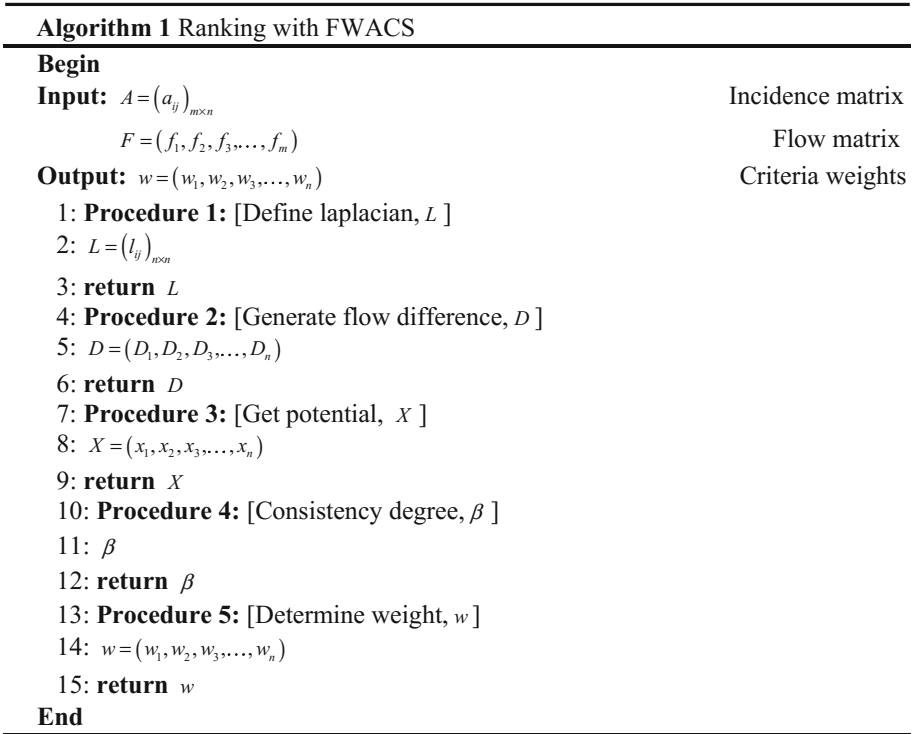 Algorithm 1 Ranking with FWACS
Begin
Input: A = (a_{ij})_{m×n} Incidence matrix
F = (f_1, f_2, f_3, ..., f_m) Flow matrix
Output: w = (w_1, w_2, w_3, ..., w_n) Criteria weights
1: Procedure 1: [Define laplacian, L ]
2: L = (l_{ij})_{n×n}
3: return L
4: Procedure 2: [Generate flow difference, D ]
5: D = (D_1, D_2, D_3, ..., D_n)
6: return D
7: Procedure 3: [Get potential, X ]
8: X = (x_1, x_2, x_3, ..., x_n)
9: return X
10: Procedure 4: [Consistency degree, β ]
11: β
12: return β
13: Procedure 5: [Determine weight, w ]
14: w = (w_1, w_2, w_3, ..., w_n)
15: return w
End